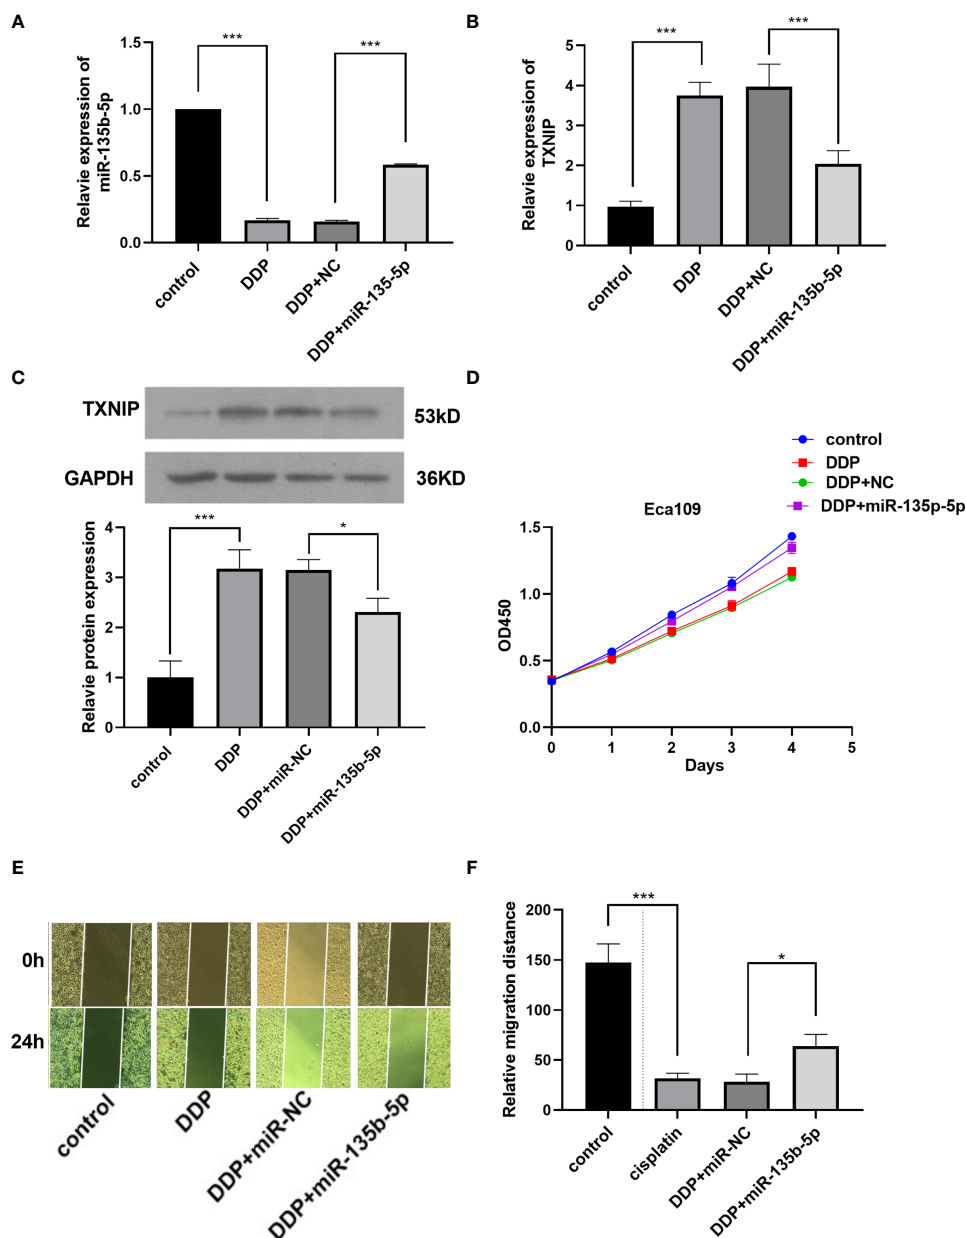 A
Relavie expression of
miR-135b-5p
1.5
1.0
0.5
0.0
***
***
control
DDP
DDP+NC
DDP+miR-135-5p
B
Relavie expression of
TXNIP
5
4
3
2
1
0
***
***
control
DDP
DDP+NC
DDP+miR-135b-5p
C
TXNIP
53kD
GAPDH
36KD
Relavie protein expression
4
3
2
1
0
***
*
control
DDP
DDP+miR-NC
DDP+miR-135b-5p
D
control
DDP
DDP+NC
DDP+miR-135p-5p
Eca109
OD450
1.5
1.0
0.5
0.0
0 1 2 3 4 5
Days
E
0h
24h
control
DDP
DDP+miR-NC
DDP+miR-135b-5p
F
Relative migration distance
200
150
100
50
0
***
*
control
cisplatin
DDP+miR-NC
DDP+miR-135b-5p